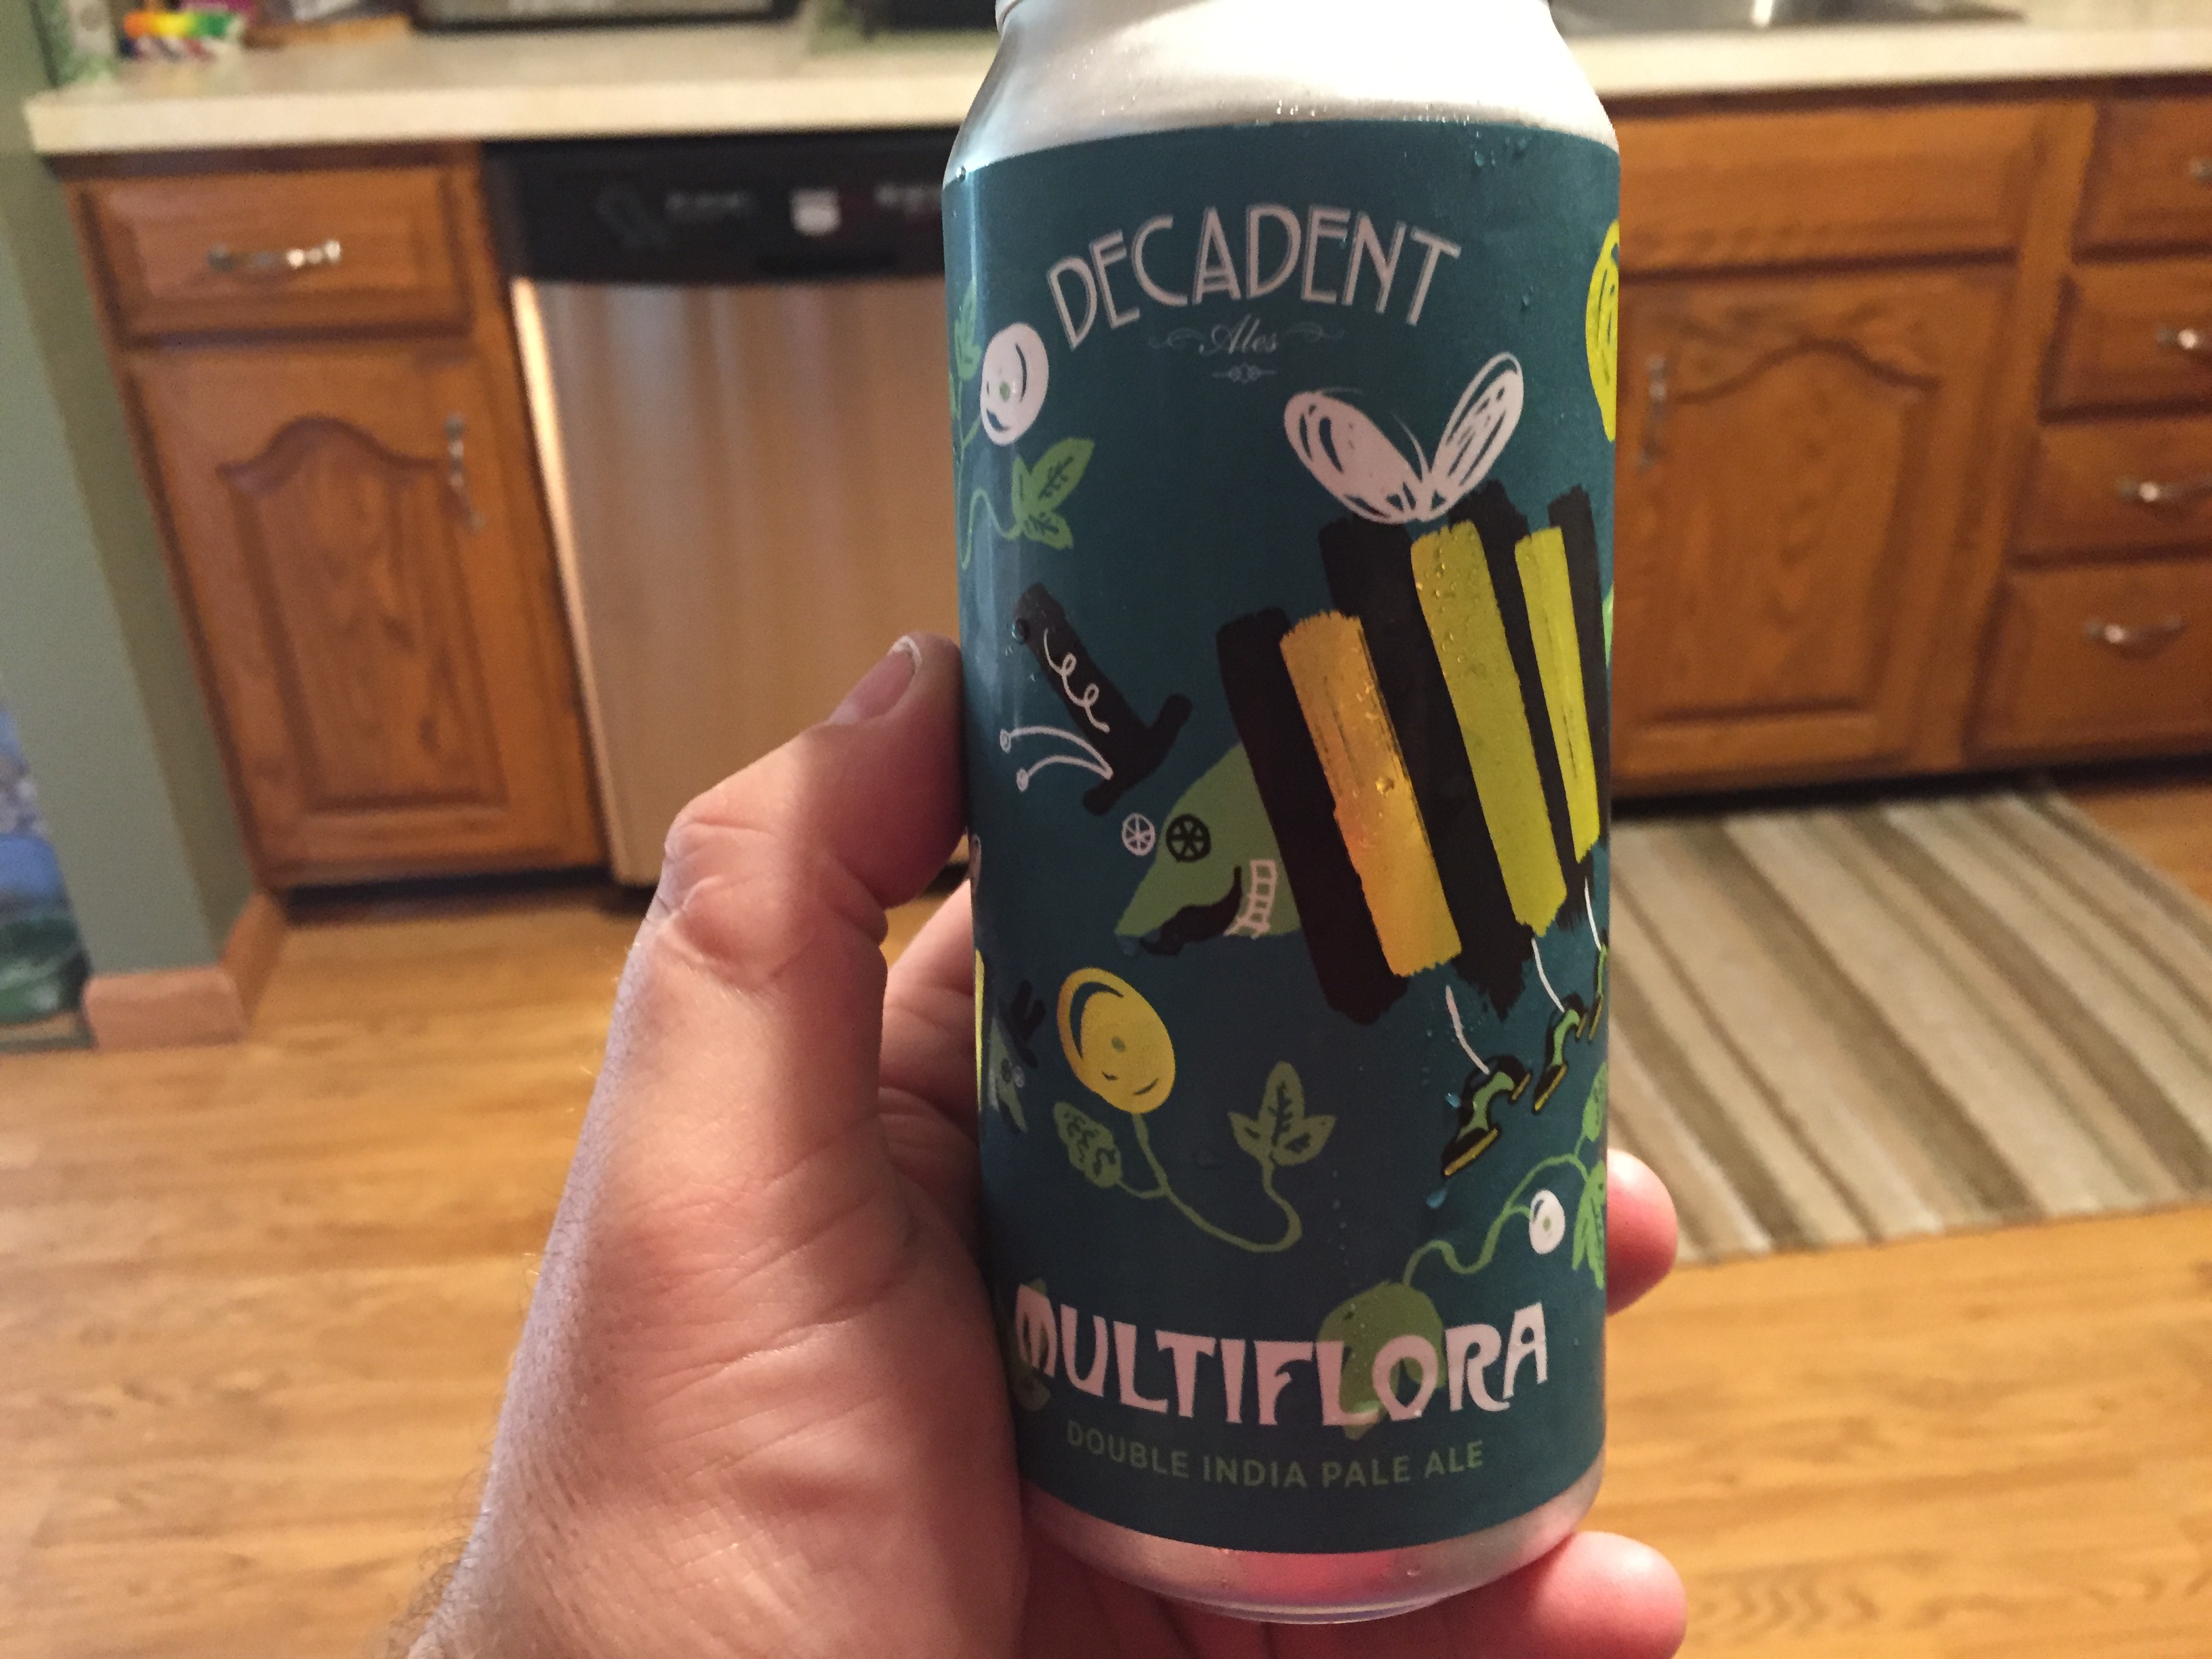 DECADENT
Ales
MULTIFLORA
DOUBLE INDIA PALE ALE